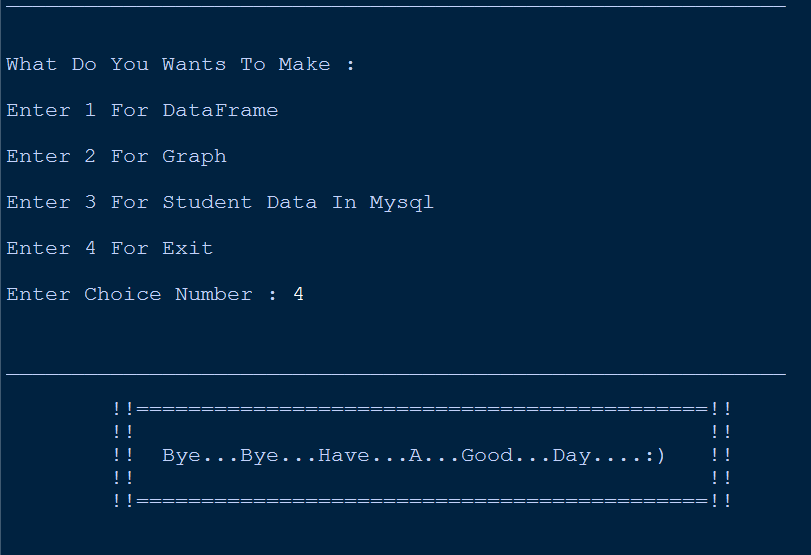 What Do You Wants To Make :
Enter 1 For DataFrame
Enter 2 For Graph
Enter 3 For Student Data In Mysql
Enter 4 For Exit
Enter Choice Number : 4
!!============================================!!
!! !!
!! Bye...Bye...Have...A...Good...Day....:) !!
!! !!
!!============================================!!